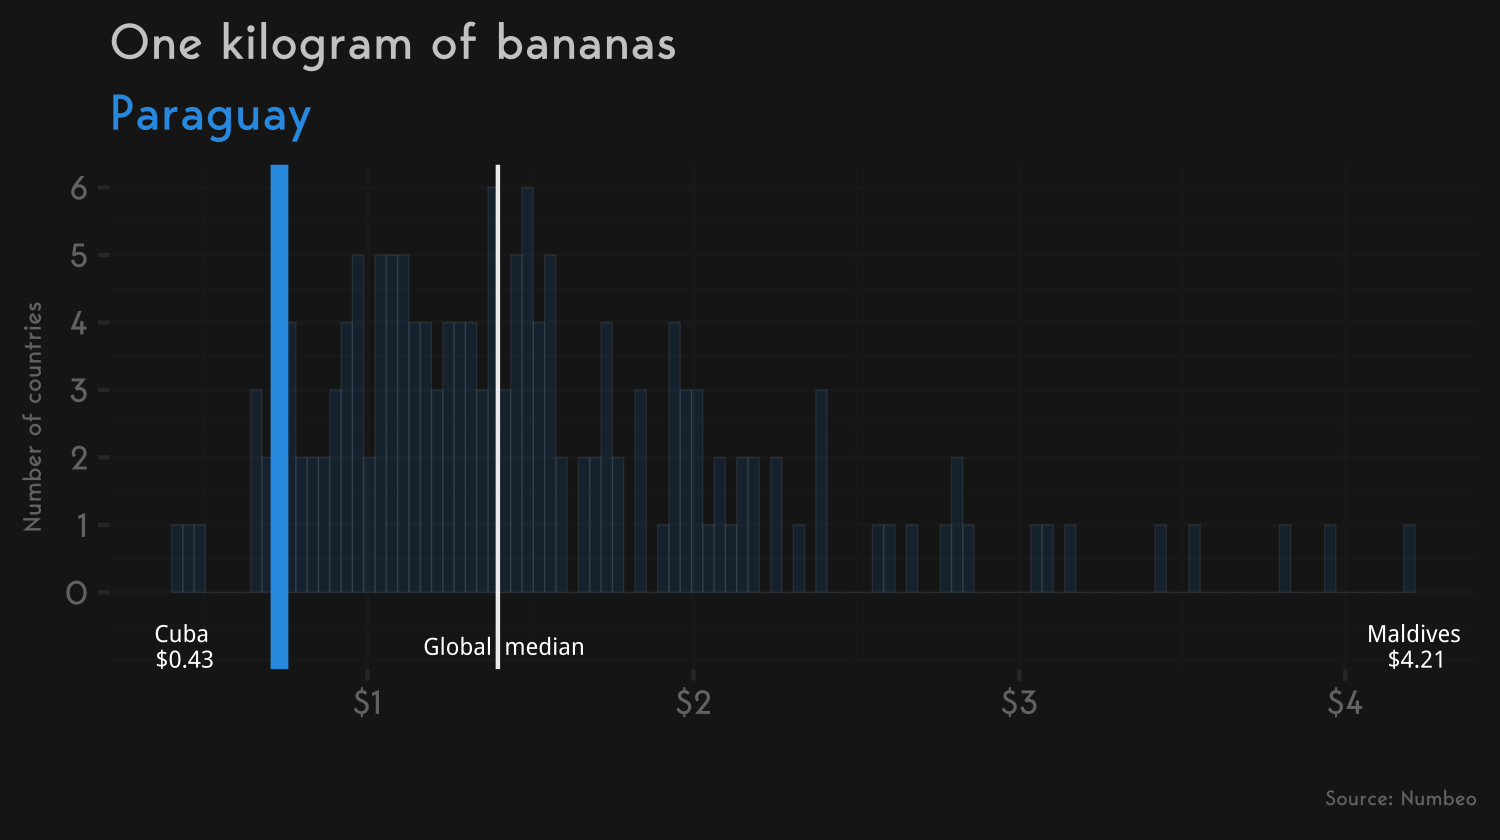 One kilogram of bananas
Paraguay
Number of countries
6
5
4
3
2
1
0
Cuba
$0.43
Global median
Maldives
$4.21
$1 $2 $3 $4
Source: Numbeo